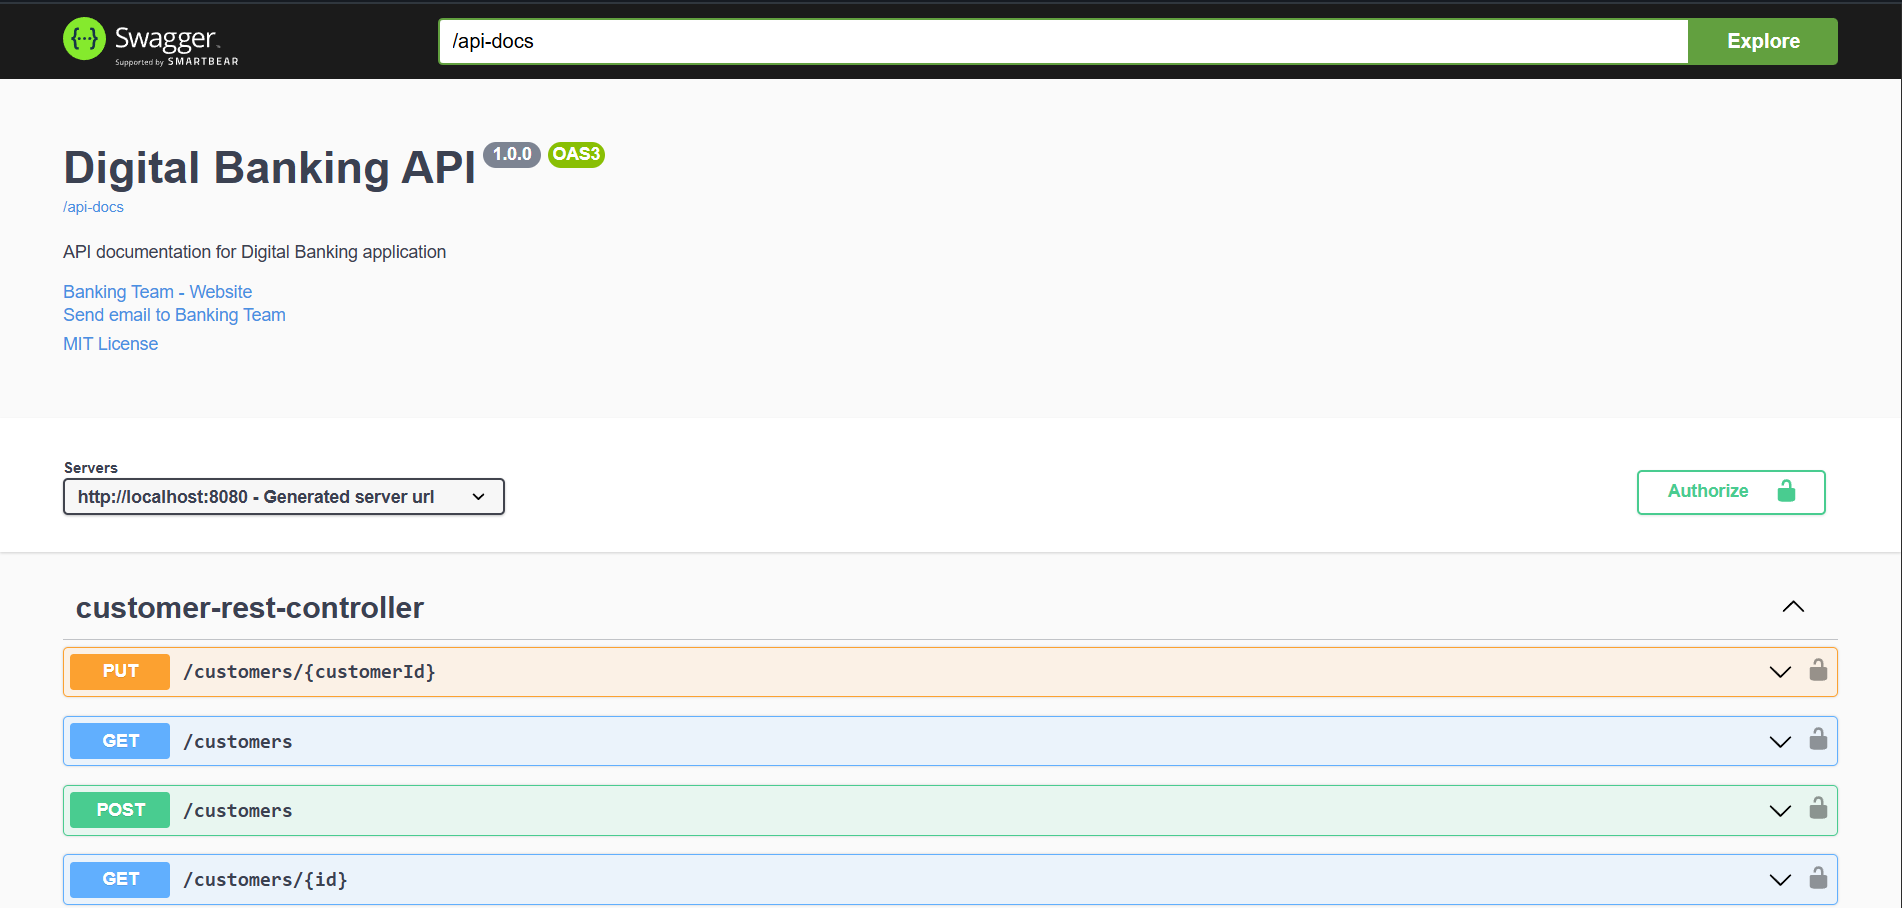 {···} Swagger™
Supported by SMARTBEAR
/api-docs
Explore
Digital Banking API 1.0.0 OAS3
/api-docs
API documentation for Digital Banking application
Banking Team - Website
Send email to Banking Team
MIT License
Servers
http://localhost:8080 - Generated server url
Authorize
customer-rest-controller
PUT /customers/{customerId}
GET /customers
POST /customers
GET /customers/{id}